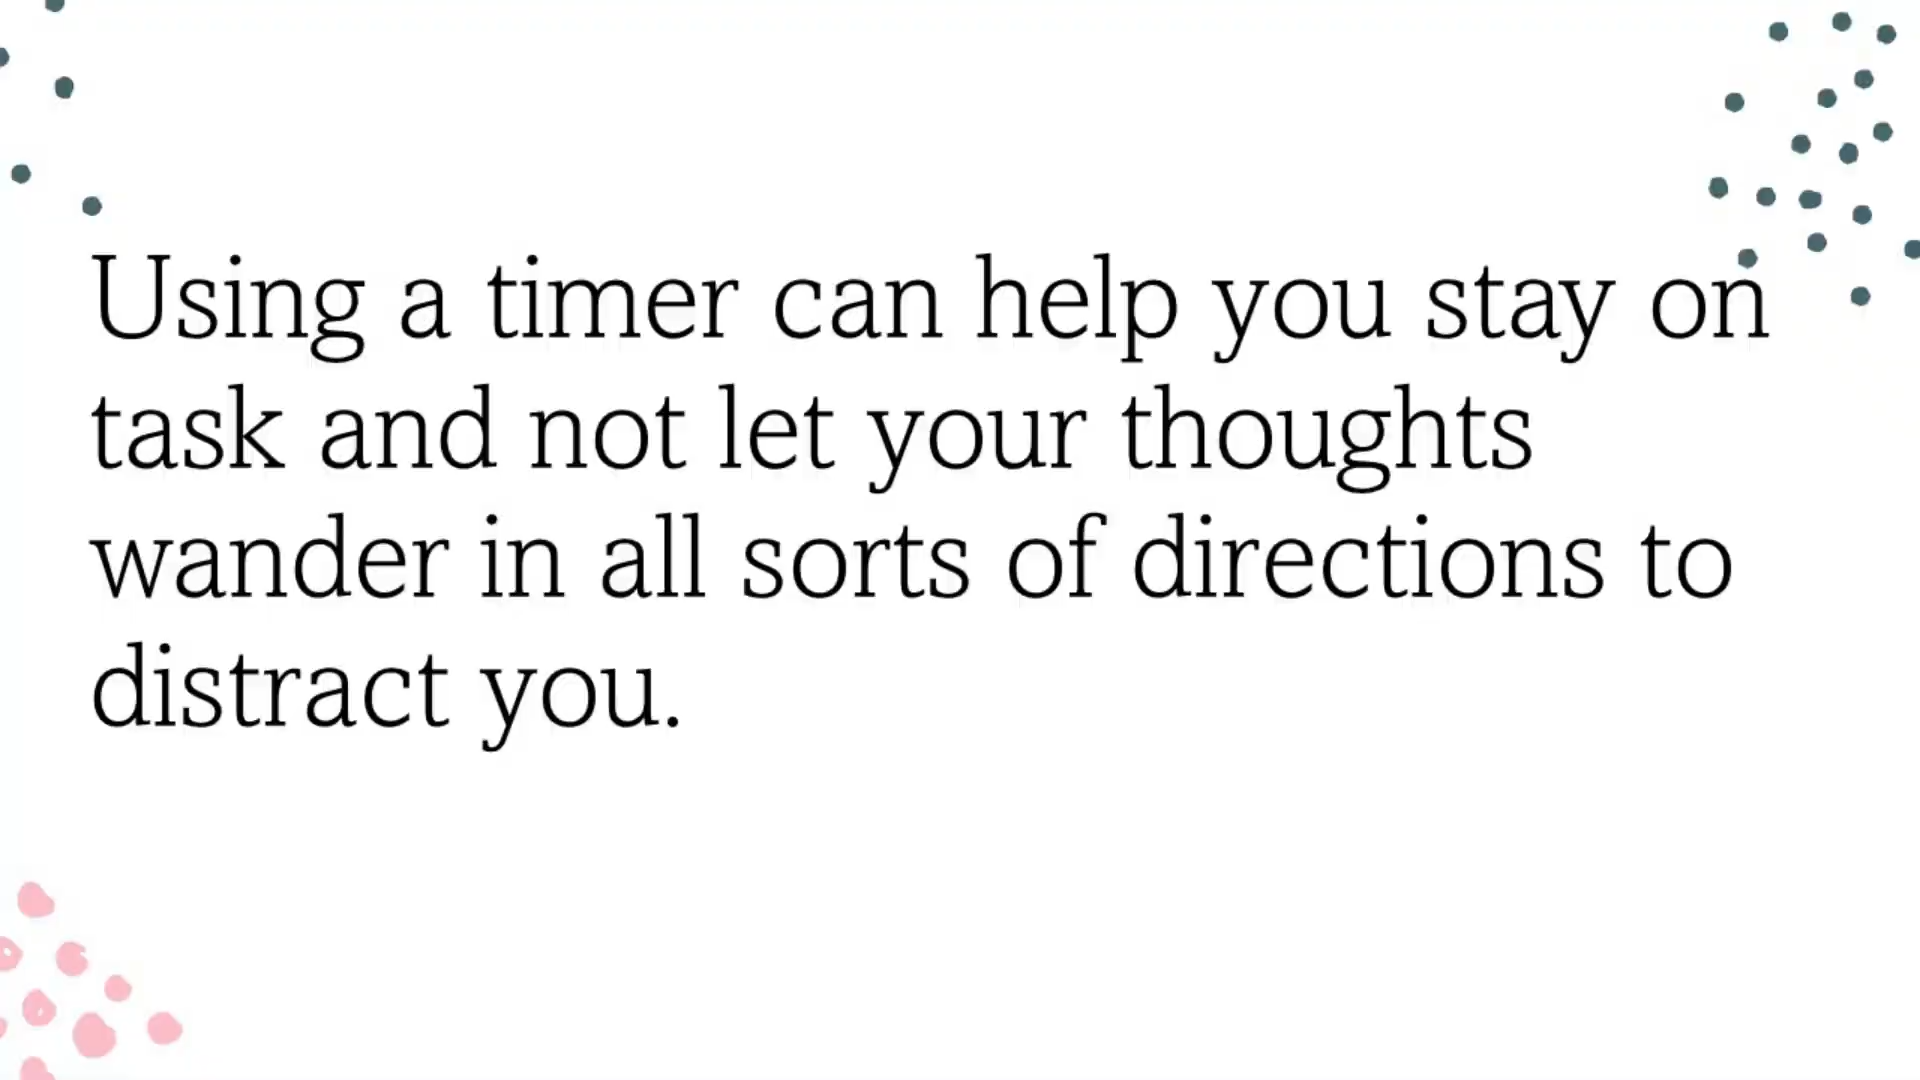 Using a timer can help you stay on
task and not let your thoughts
wander in all sorts of directions to
distract you.